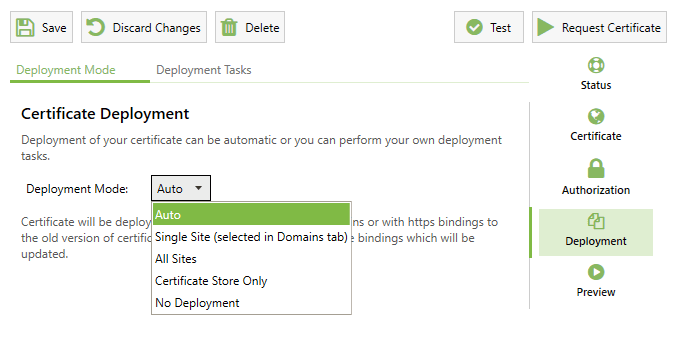 Save
Discard Changes
Delete
Test
Request Certificate
Deployment Mode
Deployment Tasks
Status
Certificate
Authorization
Deployment
Preview
Certificate Deployment
Deployment of your certificate can be automatic or you can perform your own deployment
tasks.
Deployment Mode:
Auto
Auto
Single Site (selected in Domains tab)
All Sites
Certificate Store Only
No Deployment
Certificate will be deploy ns or with https bindings to
the old version of certific e bindings which will be
updated.